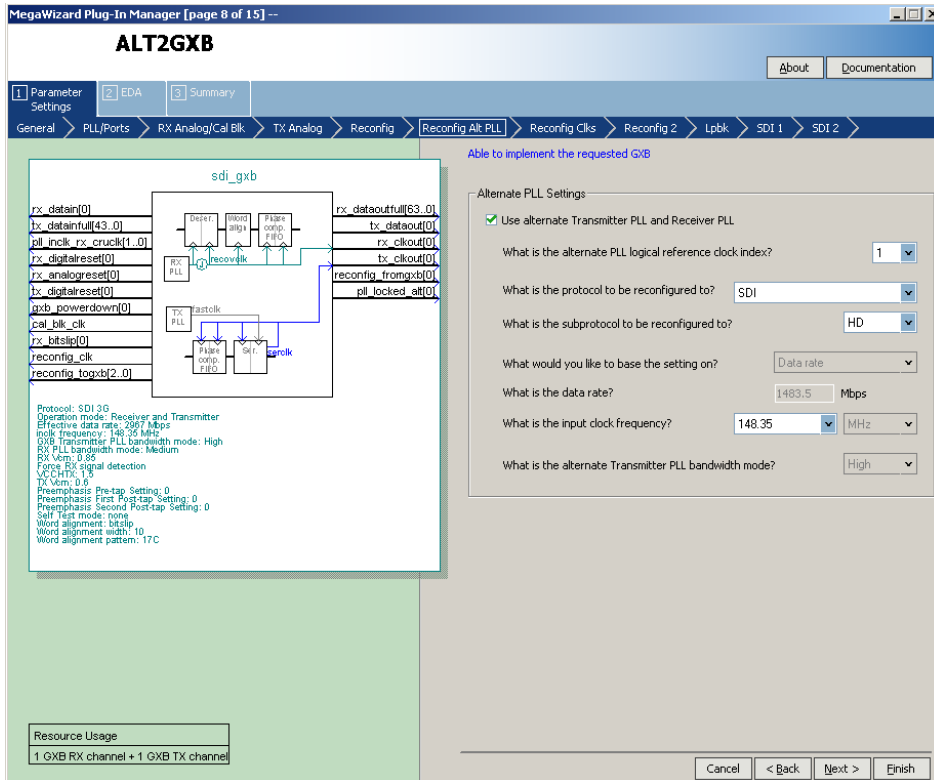 MegaWizard Plug-In Manager [page 8 of 15] --
ALT2GXB
About
Documentation
1 Parameter Settings
2 EDA
3 Summary
General
PLL/Ports
RX Analog/Cal Blk
TX Analog
Reconfig
Reconfig Alt PLL
Reconfig Clks
Reconfig 2
Lpbk
SDI 1
SDI 2
Able to implement the requested GXB
sdi_gxb
rx_datain[0]
tx_datainfull[43..0]
pll_inclk_rx_cruclk[1..0]
rx_digitalreset[0]
rx_analogreset[0]
tx_digitalreset[0]
gxb_powerdown[0]
cal_blk_clk
rx_bitslip[0]
reconfig_clk
reconfig_togxb[2..0]
Deser.
Word align
Phase comp. FIFO
RX PLL
recovclk
TX PLL
fastclk
Phase comp. FIFO
Ser.
serclk
rx_dataoutfull[63..0]
tx_dataout[0]
rx_clkout[0]
tx_clkout[0]
reconfig_fromgxb[0]
pll_locked_alt[0]
Protocol: SDI 3G
Operation mode: Receiver and Transmitter
Effective data rate: 2967 Mbps
inclk frequency: 148.35 MHz
GXB Transmitter PLL bandwidth mode: High
RX PLL bandwidth mode: Medium
RX Vcm: 0.85
Force RX signal detection
VCCHTX: 1.5
TX Vcm: 0.6
Preemphasis Pre-tap Setting: 0
Preemphasis First Post-tap Setting: 0
Preemphasis Second Post-tap Setting: 0
Self Test mode: none
Word alignment: bitslip
Word alignment width: 10
Word alignment pattern: 17C
Resource Usage
1 GXB RX channel + 1 GXB TX channel
Alternate PLL Settings
Use alternate Transmitter PLL and Receiver PLL
What is the alternate PLL logical reference clock index?
1
What is the protocol to be reconfigured to?
SDI
What is the subprotocol to be reconfigured to?
HD
What would you like to base the setting on?
Data rate
What is the data rate?
1483.5
Mbps
What is the input clock frequency?
148.35
MHz
What is the alternate Transmitter PLL bandwidth mode?
High
Cancel
< Back
Next >
Finish